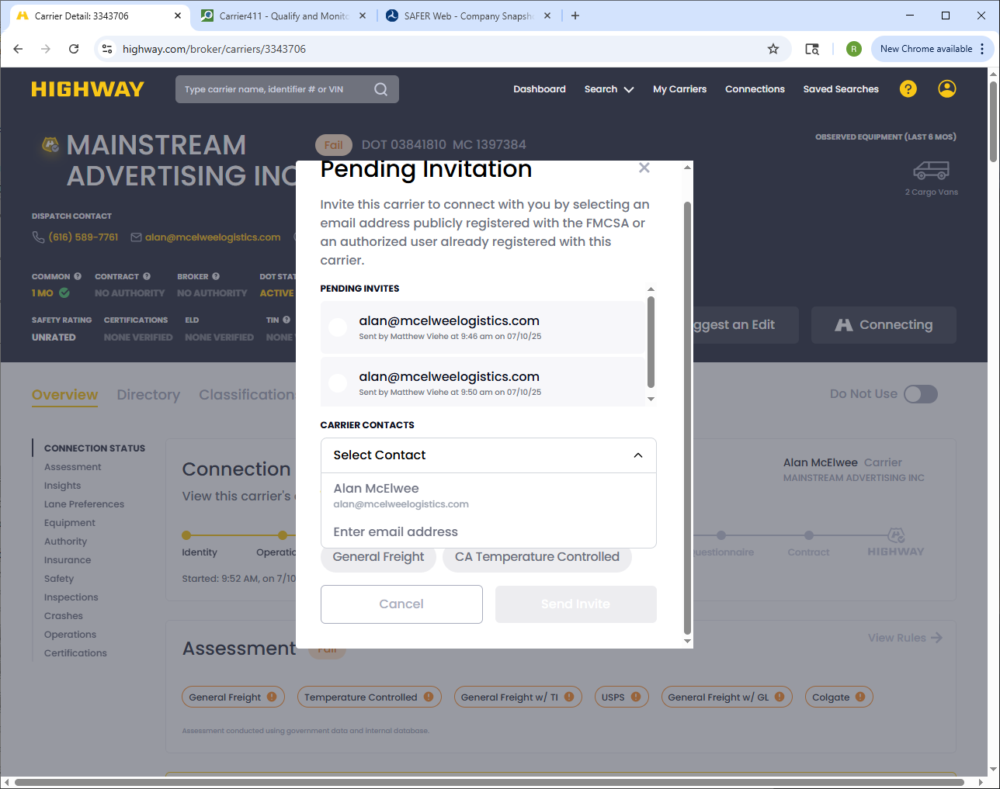 Carrier Detail: 3343706
Carrier411 - Qualify and Monito
SAFER Web - Company Snapsh
highway.com/broker/carriers/3343706
R
New Chrome available
HIGHWAY
Type carrier name, identifier # or VIN
Dashboard
Search
My Carriers
Connections
Saved Searches
?
MAINSTREAM
ADVERTISING INC
Fail
DOT 03841810 MC 1397384
OBSERVED EQUIPMENT (LAST 6 MOS)
2 Cargo Vans
DISPATCH CONTACT
(616) 589-7761
alan@mcelweelogistics.com
COMMON
CONTRACT
BROKER
DOT STAT
1 MO
NO AUTHORITY
NO AUTHORITY
ACTIVE
SAFETY RATING
CERTIFICATIONS
ELD
TIN
UNRATED
NONE VERIFIED
NONE VERIFIED
NONE
Pending Invitation
Invite this carrier to connect with you by selecting an
email address publicly registered with the FMCSA or
an authorized user already registered with this
carrier.
PENDING INVITES
alan@mcelweelogistics.com
Sent by Matthew Viehe at 9:46 am on 07/10/25
alan@mcelweelogistics.com
Sent by Matthew Viehe at 9:50 am on 07/10/25
CARRIER CONTACTS
Select Contact
Alan McElwee
alan@mcelweelogistics.com
Enter email address
General Freight
CA Temperature Controlled
Cancel
Send Invite
ggest an Edit
Connecting
Overview
Directory
Classification
Do Not Use
CONNECTION STATUS
Assessment
Insights
Lane Preferences
Equipment
Authority
Insurance
Safety
Inspections
Crashes
Operations
Certifications
Connection
View this carrier's
Alan McElwee Carrier
MAINSTREAM ADVERTISING INC
Identity
Operatio
uestionnaire
Contract
HIGHWAY
Started: 9:52 AM, on 7/10
Assessment
Fail
View Rules
General Freight
Temperature Controlled
General Freight w/ TI
USPS
General Freight w/ GL
Colgate
Assessment conducted using government data and internal database.